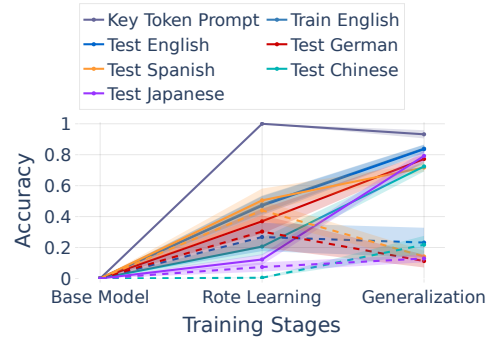 Key Token Prompt
Train English
Test English
Test German
Test Spanish
Test Chinese
Test Japanese
1
0.8
0.6
0.4
0.2
0
Accuracy
Base Model
Rote Learning
Generalization
Training Stages